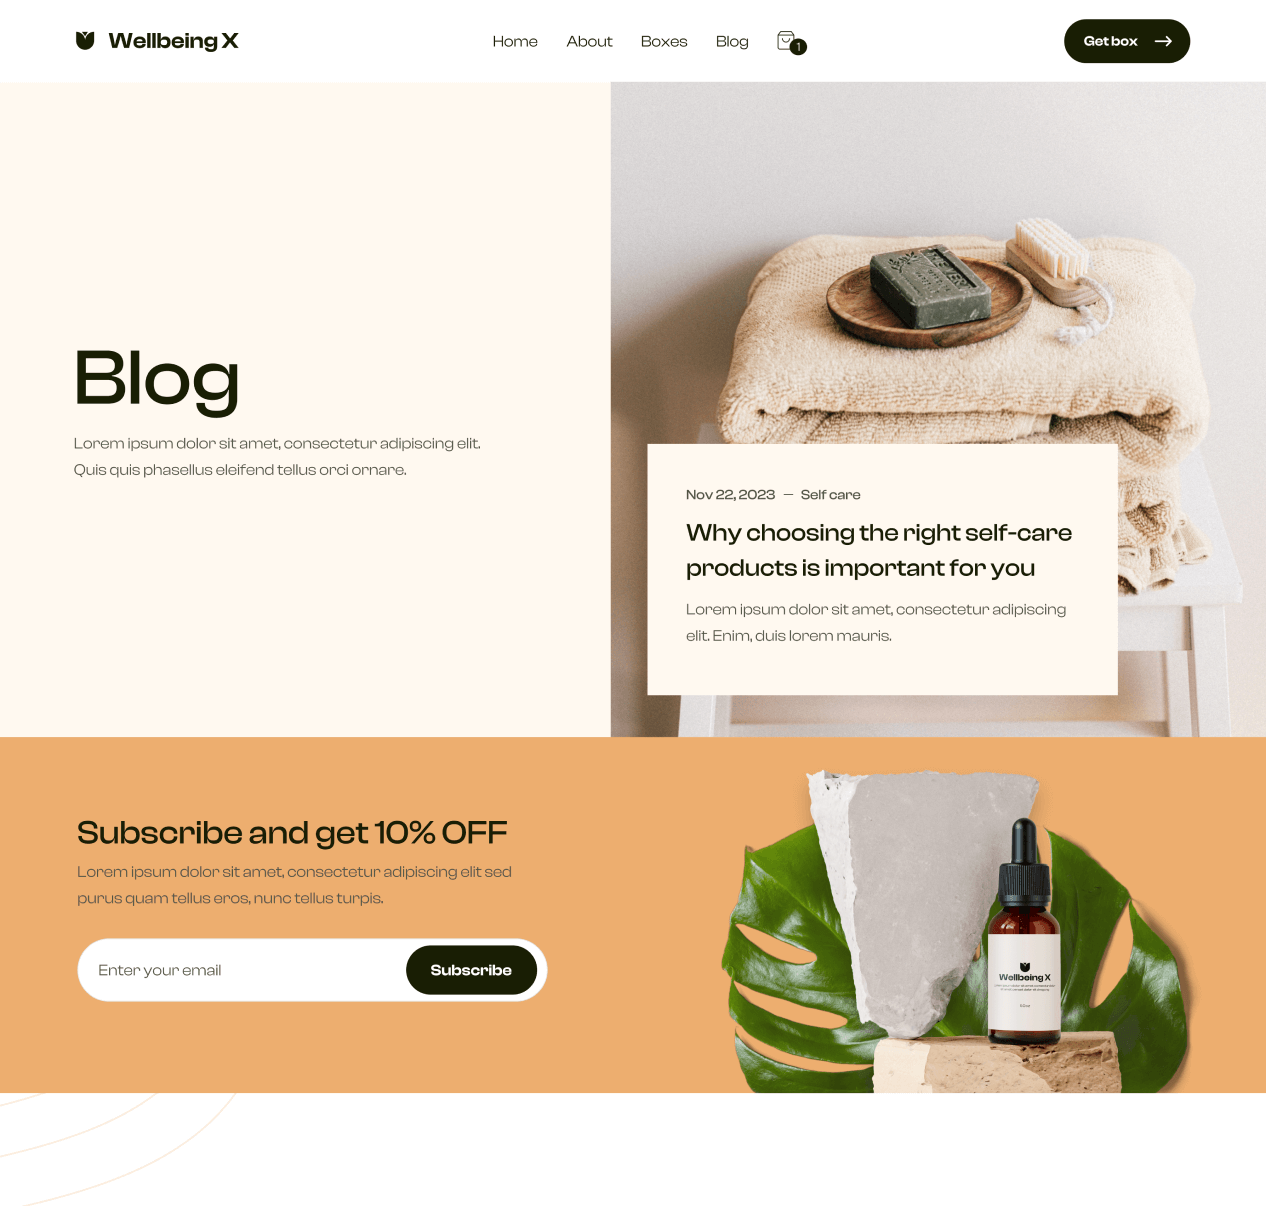 Wellbeing X
Home About Boxes Blog 1
Get box
Blog
Lorem ipsum dolor sit amet, consectetur adipiscing elit.
Quis quis phasellus eleifend tellus orci ornare.
Nov 22, 2023 — Self care
Why choosing the right self-care
products is important for you
Lorem ipsum dolor sit amet, consectetur adipiscing
elit. Enim, duis lorem mauris.
Subscribe and get 10% OFF
Lorem ipsum dolor sit amet, consectetur adipiscing elit sed
purus quam tellus eros, nunc tellus turpis.
Enter your email
Subscribe
Wellbeing X